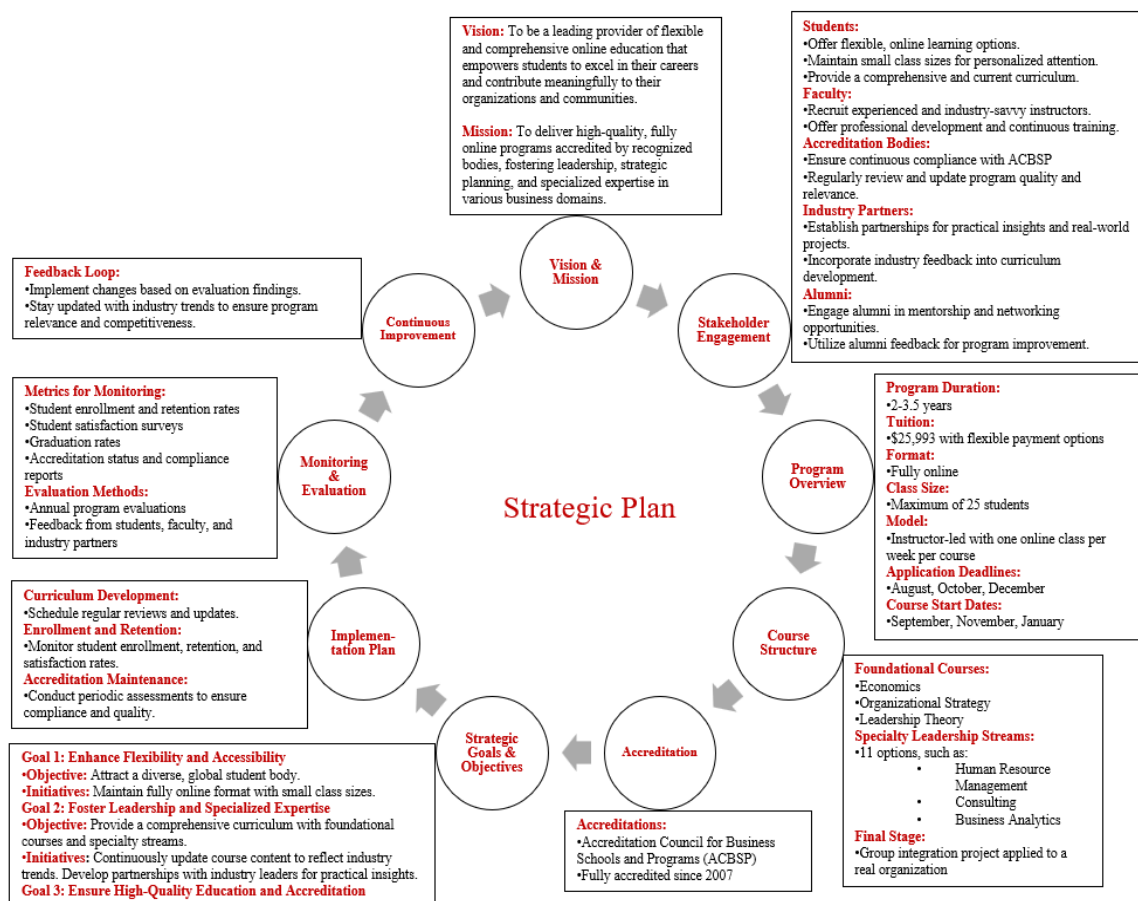 Vision: To be a leading provider of flexible
and comprehensive online education that
empowers students to excel in their careers
and contribute meaningfully to their
organizations and communities.
Mission: To deliver high-quality, fully
online programs accredited by recognized
bodies, fostering leadership, strategic
planning, and specialized expertise in
various business domains.
Students:
•Offer flexible, online learning options.
•Maintain small class sizes for personalized attention.
•Provide a comprehensive and current curriculum.
Faculty:
•Recruit experienced and industry-savvy instructors.
•Offer professional development and continuous training.
Accreditation Bodies:
•Ensure continuous compliance with ACBSP
•Regularly review and update program quality and
relevance.
Industry Partners:
•Establish partnerships for practical insights and real-world
projects.
•Incorporate industry feedback into curriculum
development.
Alumni:
•Engage alumni in mentorship and networking
opportunities.
•Utilize alumni feedback for program improvement.
Program Duration:
•2-3.5 years
Tuition:
•$25,993 with flexible payment options
Format:
•Fully online
Class Size:
•Maximum of 25 students
Model:
•Instructor-led with one online class per
week per course
Application Deadlines:
•August, October, December
Course Start Dates:
•September, November, January
Foundational Courses:
•Economics
•Organizational Strategy
•Leadership Theory
Specialty Leadership Streams:
•11 options, such as:
• Human Resource
Management
• Consulting
• Business Analytics
Final Stage:
•Group integration project applied to a
real organization
Accreditations:
•Accreditation Council for Business
Schools and Programs (ACBSP)
•Fully accredited since 2007
Goal 1: Enhance Flexibility and Accessibility
•Objective: Attract a diverse, global student body.
•Initiatives: Maintain fully online format with small class sizes.
Goal 2: Foster Leadership and Specialized Expertise
•Objective: Provide a comprehensive curriculum with foundational
courses and specialty streams.
•Initiatives: Continuously update course content to reflect industry
trends. Develop partnerships with industry leaders for practical insights.
Goal 3: Ensure High-Quality Education and Accreditation
Curriculum Development:
•Schedule regular reviews and updates.
Enrollment and Retention:
•Monitor student enrollment, retention, and
satisfaction rates.
Accreditation Maintenance:
•Conduct periodic assessments to ensure
compliance and quality.
Metrics for Monitoring:
•Student enrollment and retention rates
•Student satisfaction surveys
•Graduation rates
•Accreditation status and compliance
reports
Evaluation Methods:
•Annual program evaluations
•Feedback from students, faculty, and
industry partners
Feedback Loop:
•Implement changes based on evaluation findings.
•Stay updated with industry trends to ensure program
relevance and competitiveness.
Vision &
Mission
Stakeholder
Engagement
Program
Overview
Course
Structure
Accreditation
Strategic
Goals &
Objectives
Implemen-
tation Plan
Monitoring
&
Evaluation
Continuous
Improvement
Strategic Plan